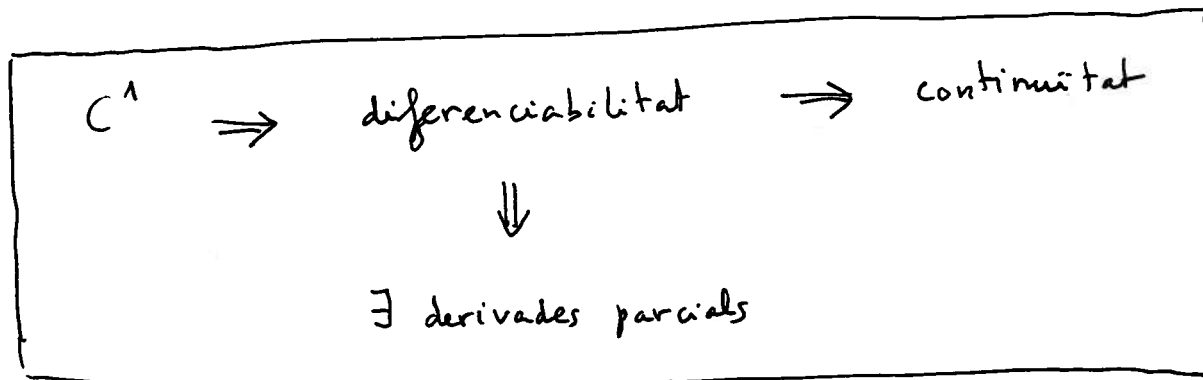 C¹ ⇒ diferenciabilitat ⇒ continuïtat
⇓
∃ derivades parcials